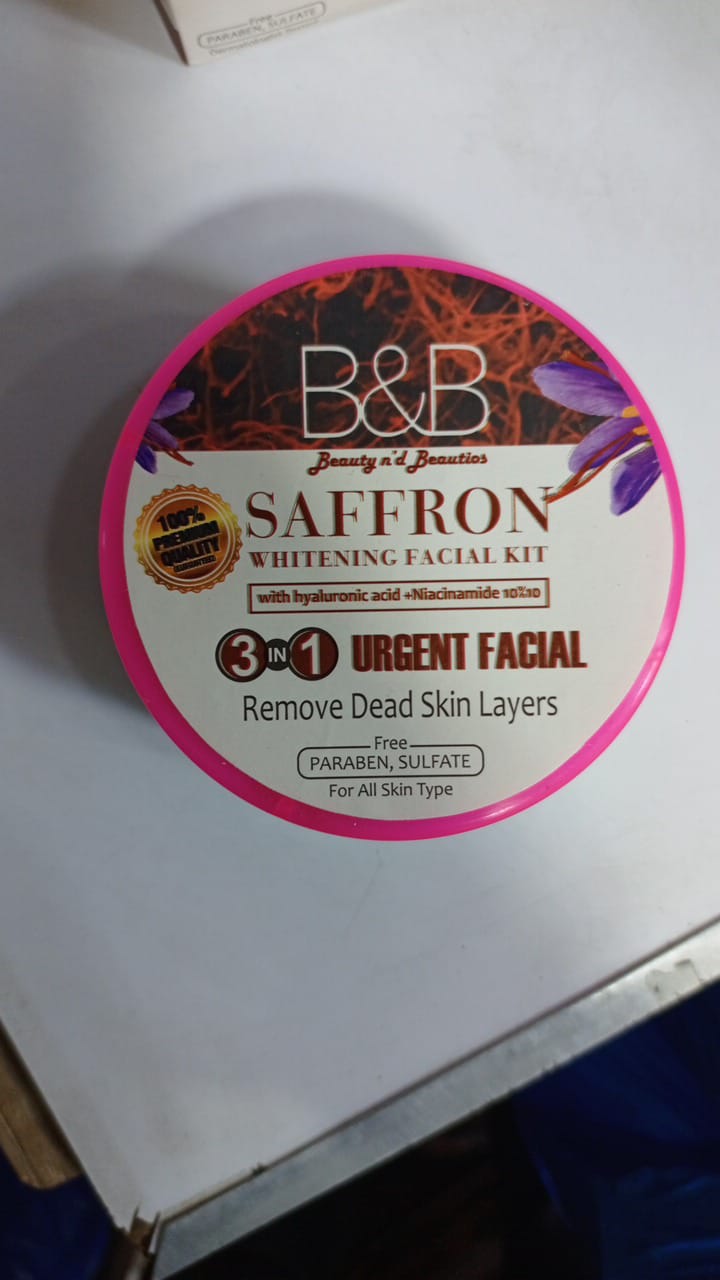 Free
PARABEN, SULFATE
B&B
Beauty n'd Beautios
SAFFRON
WHITENING FACIAL KIT
100%
PREMIUM
QUALITY
GUARANTEED
with hyaluronic acid +Niacinamide 10%10
3 IN 1 URGENT FACIAL
Remove Dead Skin Layers
Free
PARABEN, SULFATE
For All Skin Type